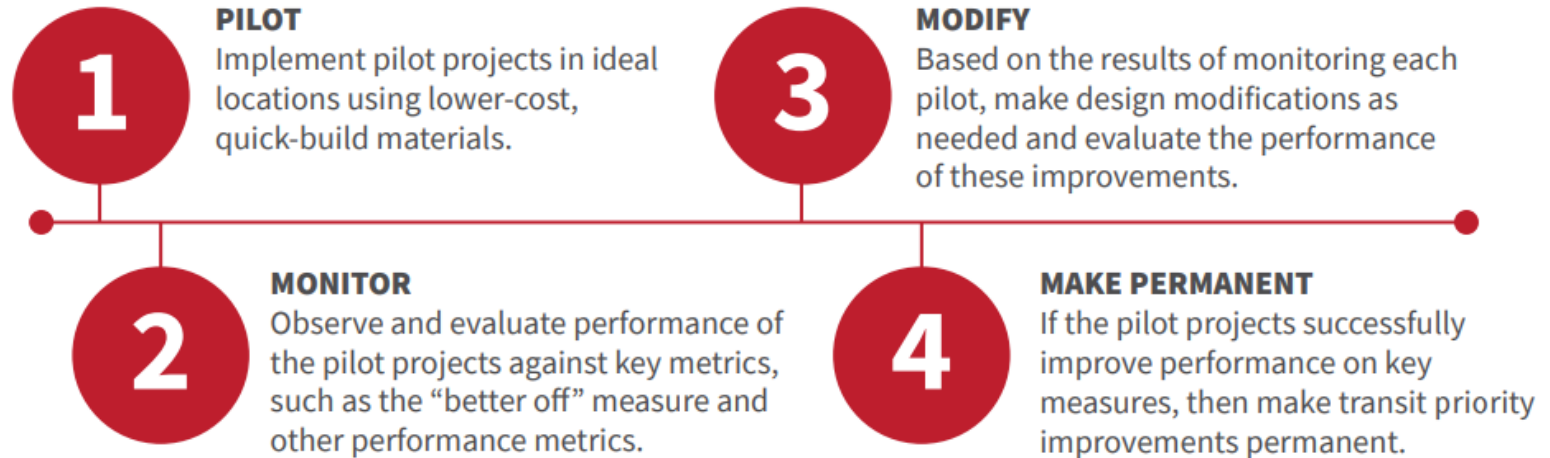 1
PILOT
Implement pilot projects in ideal
locations using lower-cost,
quick-build materials.
2
MONITOR
Observe and evaluate performance of
the pilot projects against key metrics,
such as the “better off” measure and
other performance metrics.
3
MODIFY
Based on the results of monitoring each
pilot, make design modifications as
needed and evaluate the performance
of these improvements.
4
MAKE PERMANENT
If the pilot projects successfully
improve performance on key
measures, then make transit priority
improvements permanent.